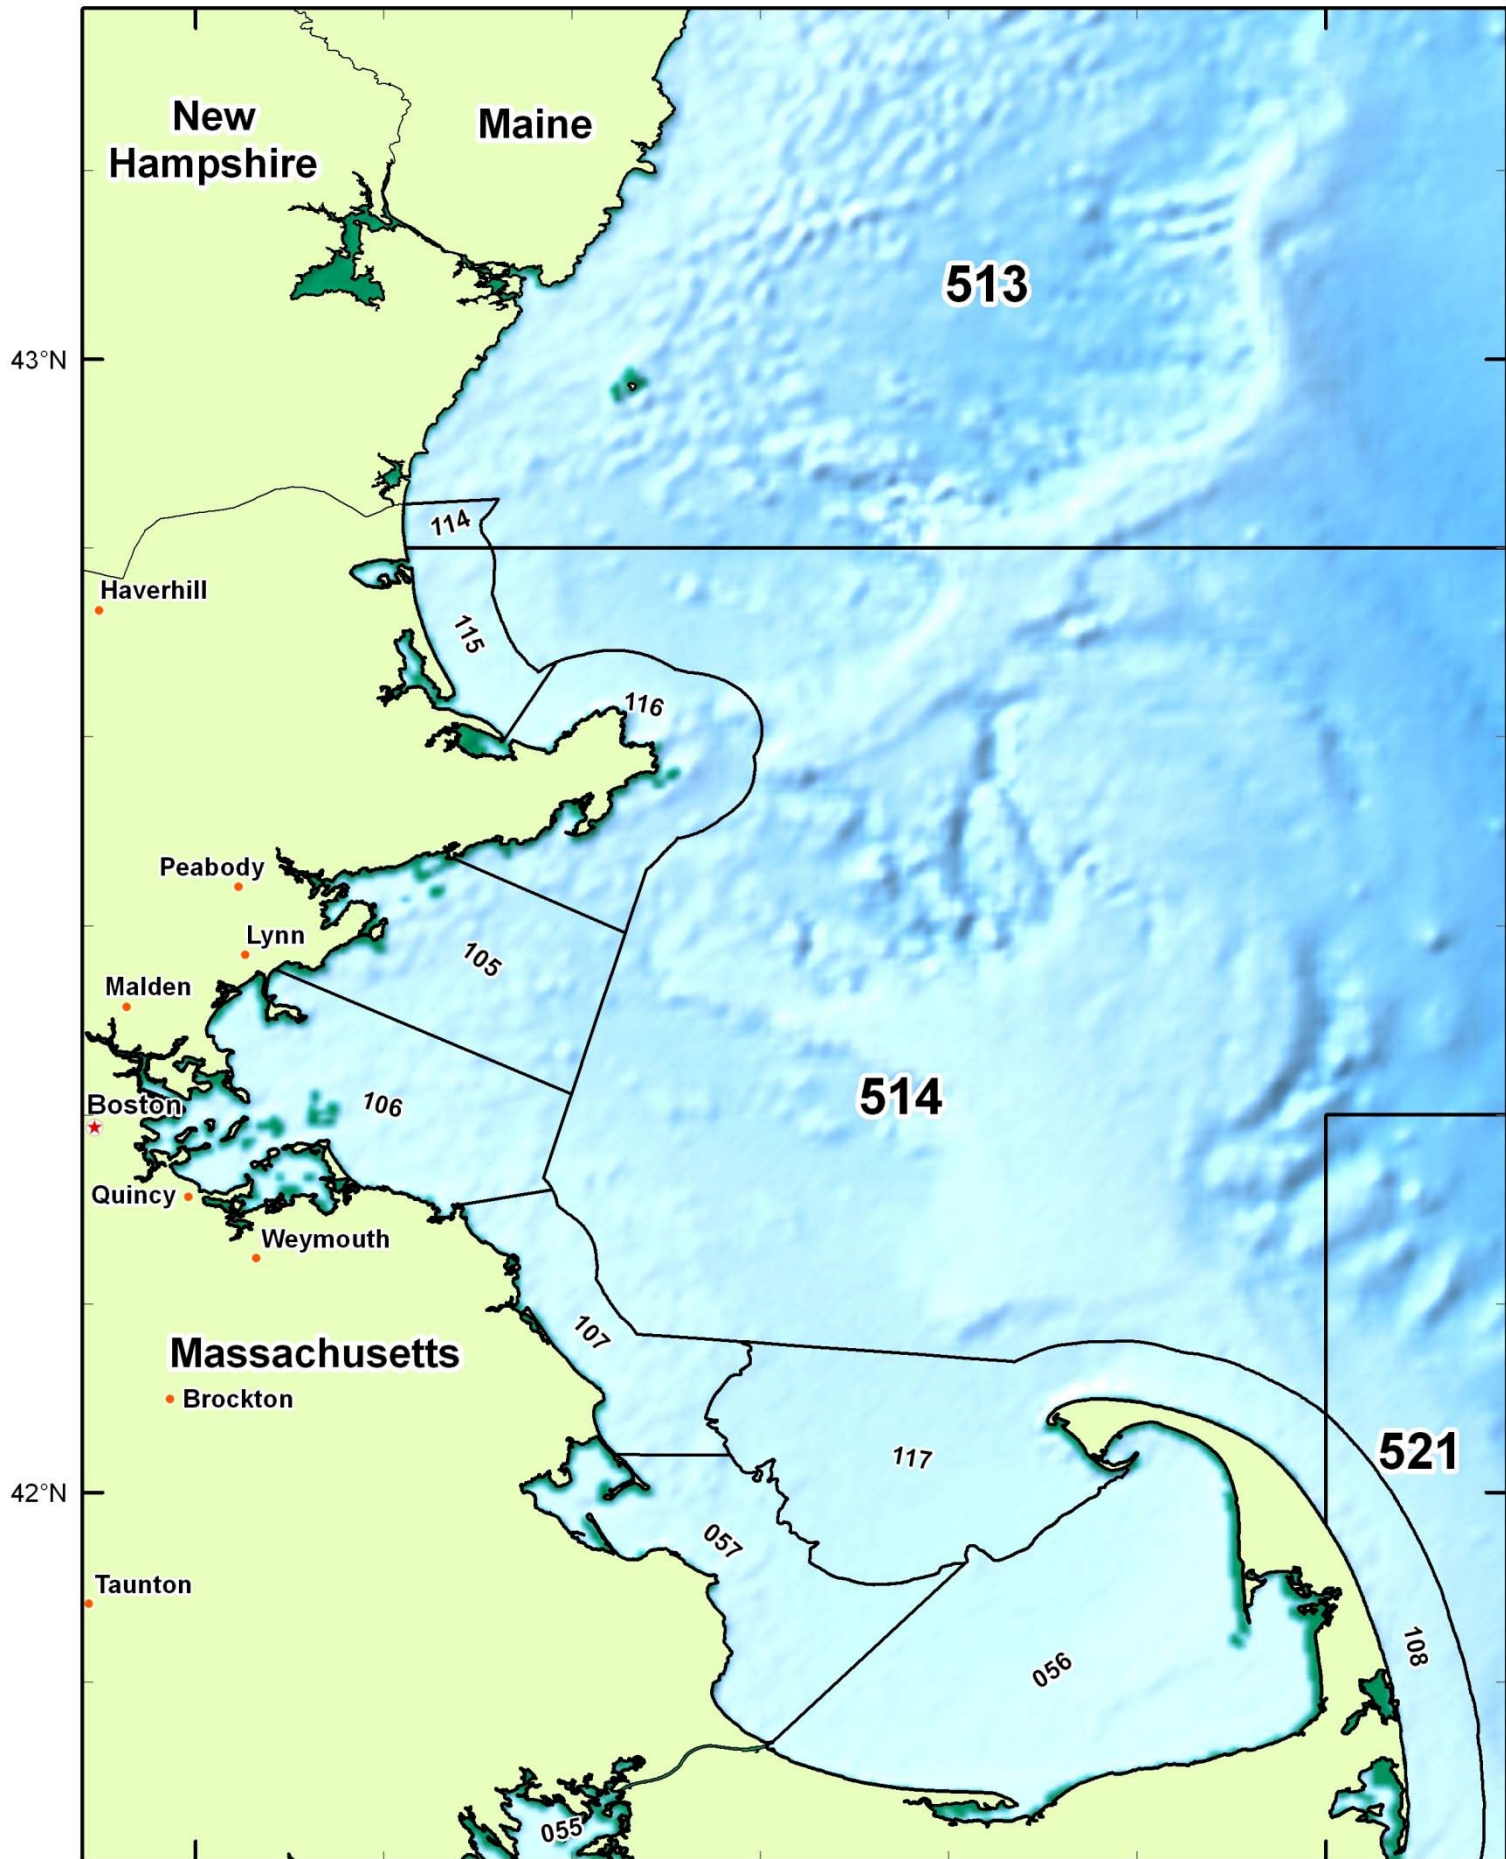 New
Hampshire
Maine
513
43°N
114
Haverhill
115
116
Peabody
Lynn
105
Malden
106
514
Boston
Quincy
Weymouth
107
Massachusetts
Brockton
117
521
42°N
057
Taunton
108
056
055